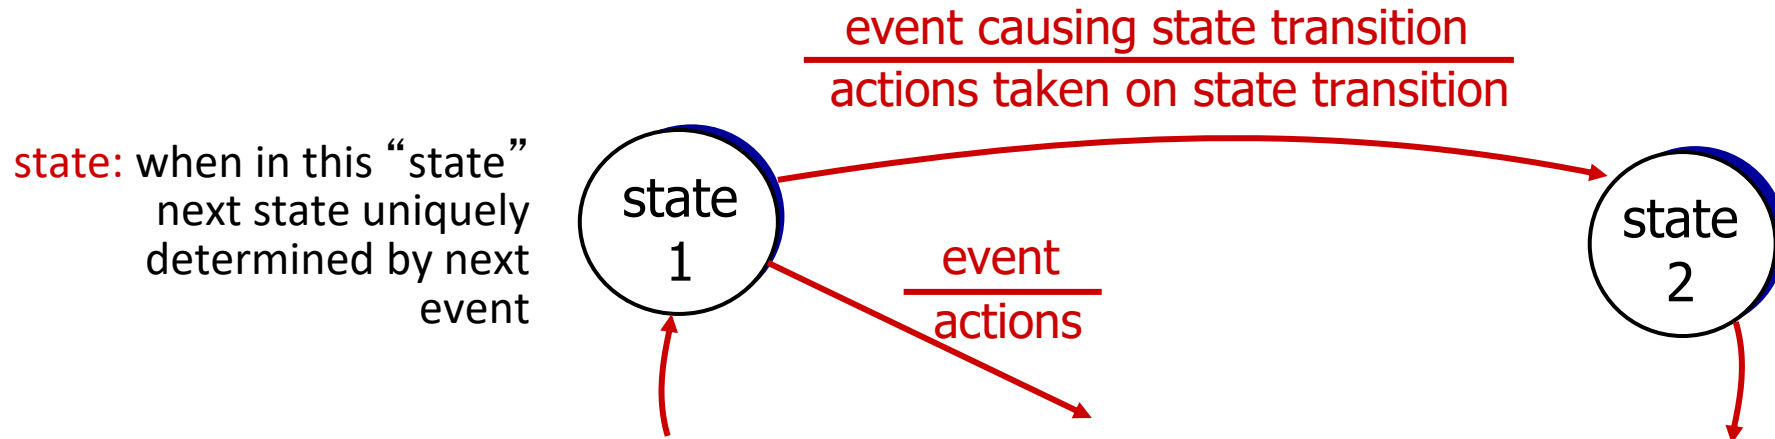 event causing state transition
actions taken on state transition
state: when in this “state”
next state uniquely
determined by next
event
state
1
event
actions
state
2